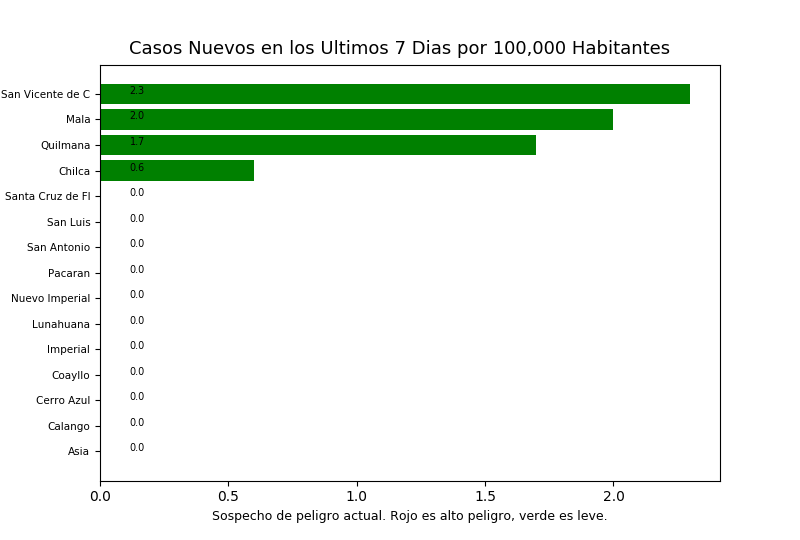 Casos Nuevos en los Ultimos 7 Dias por 100,000 Habitantes
San Vicente de C 2.3
Mala 2.0
Quilmana 1.7
Chilca 0.6
Santa Cruz de Fl 0.0
San Luis 0.0
San Antonio 0.0
Pacaran 0.0
Nuevo Imperial 0.0
Lunahuana 0.0
Imperial 0.0
Coayllo 0.0
Cerro Azul 0.0
Calango 0.0
Asia 0.0
0.0 0.5 1.0 1.5 2.0
Sospecho de peligro actual. Rojo es alto peligro, verde es leve.